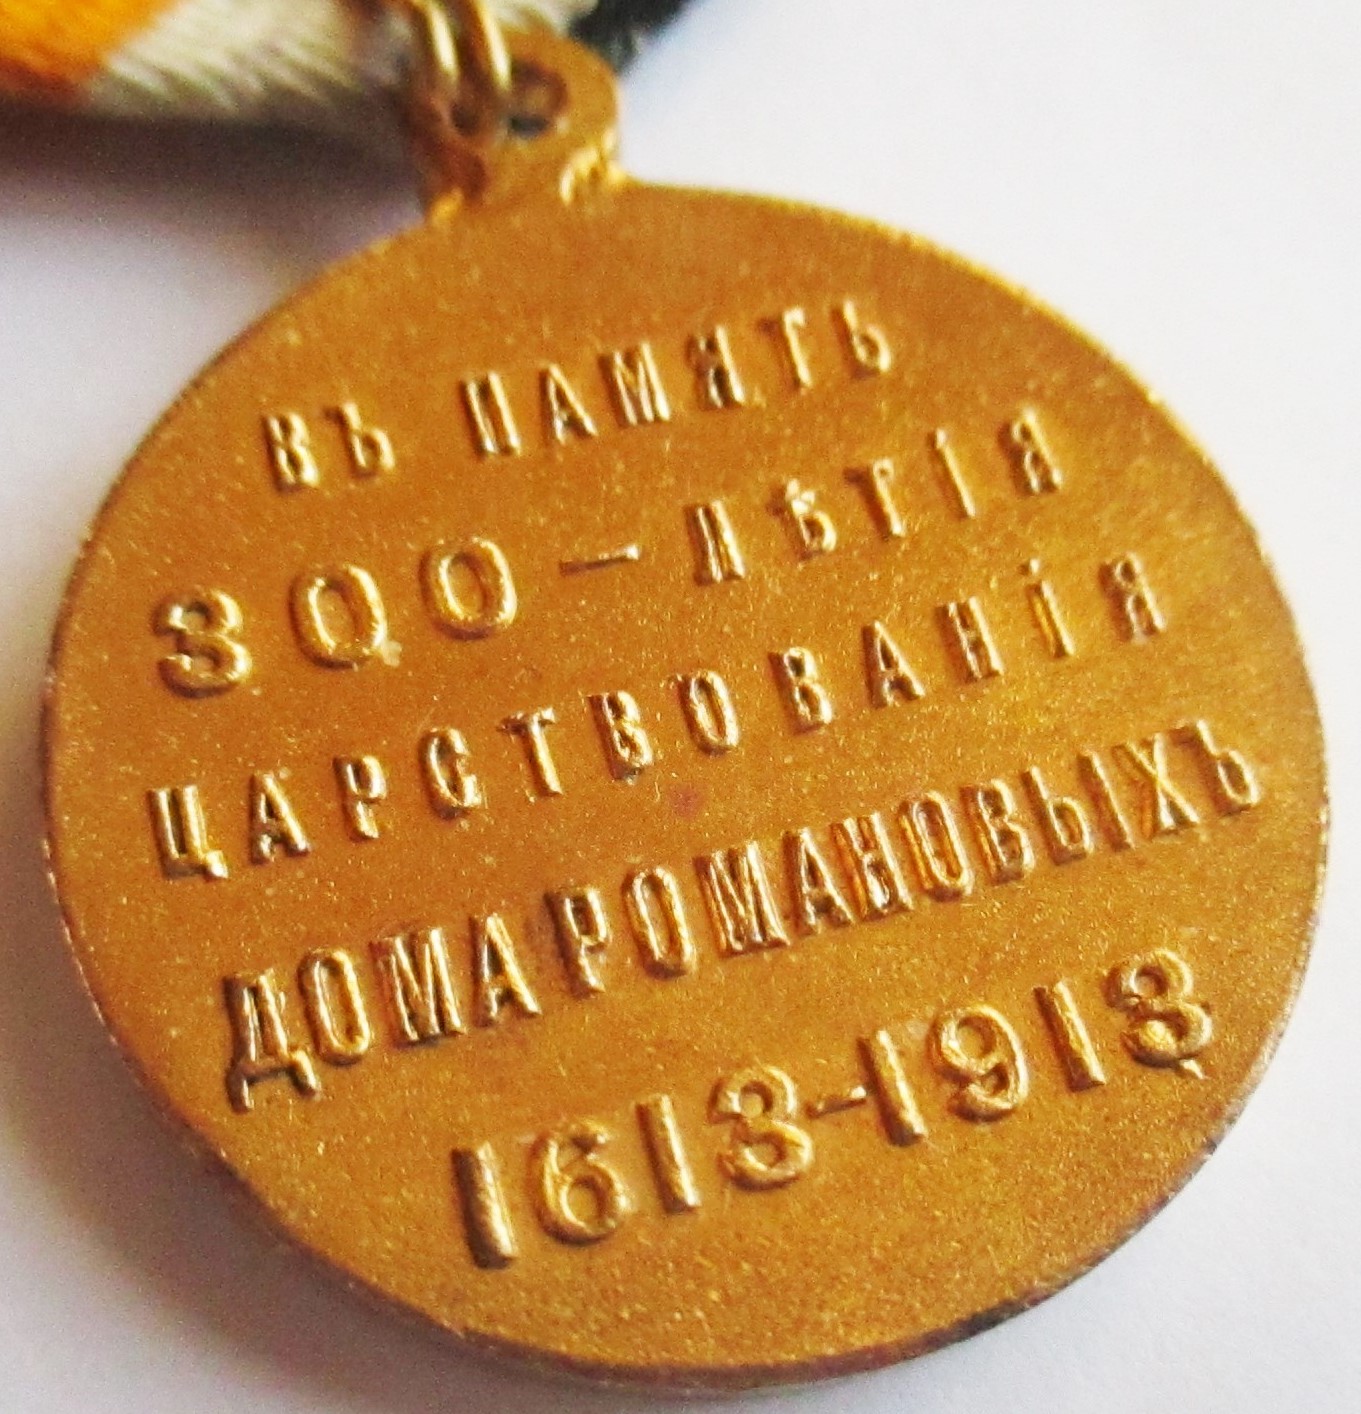 ВЪ ПАМЯТЬ
300-ЛѢТІЯ
ЦАРСТВОВАНІЯ
ДОМА РОМАНОВЫХЪ
1613-1913